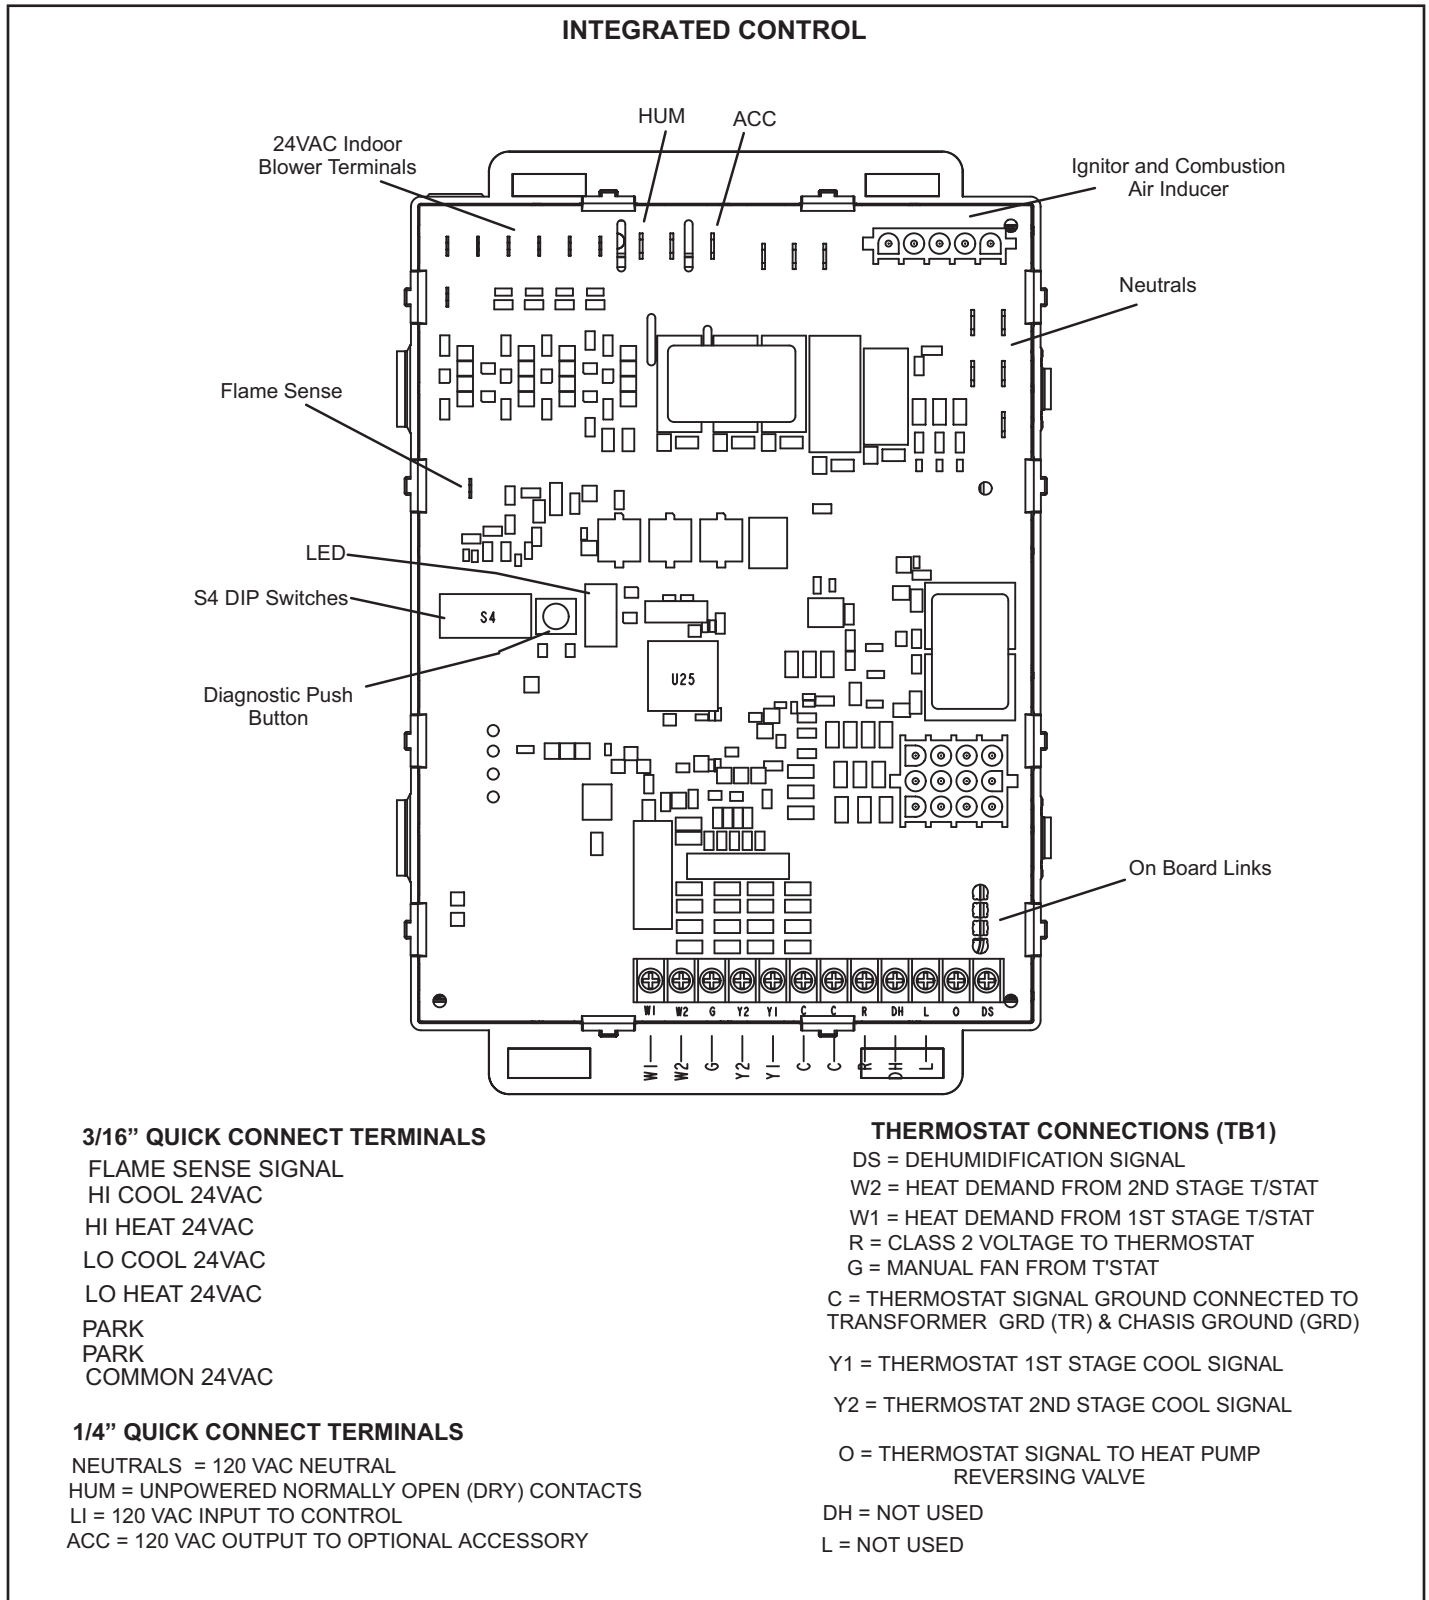 INTEGRATED CONTROL
HUM
ACC
24VAC Indoor
Blower Terminals
Ignitor and Combustion
Air Inducer
Neutrals
Flame Sense
LED
S4 DIP Switches
S4
U25
Diagnostic Push
Button
On Board Links
W1 W2 G Y2 Y1 C C R DH L O DS
W1 W2 G Y2 Y1 C C R DH L
3/16” QUICK CONNECT TERMINALS
FLAME SENSE SIGNAL
HI COOL 24VAC
HI HEAT 24VAC
LO COOL 24VAC
LO HEAT 24VAC
PARK
PARK
COMMON 24VAC
1/4” QUICK CONNECT TERMINALS
NEUTRALS = 120 VAC NEUTRAL
HUM = UNPOWERED NORMALLY OPEN (DRY) CONTACTS
LI = 120 VAC INPUT TO CONTROL
ACC = 120 VAC OUTPUT TO OPTIONAL ACCESSORY
THERMOSTAT CONNECTIONS (TB1)
DS = DEHUMIDIFICATION SIGNAL
W2 = HEAT DEMAND FROM 2ND STAGE T/STAT
W1 = HEAT DEMAND FROM 1ST STAGE T/STAT
R = CLASS 2 VOLTAGE TO THERMOSTAT
G = MANUAL FAN FROM T'STAT
C = THERMOSTAT SIGNAL GROUND CONNECTED TO
TRANSFORMER GRD (TR) & CHASIS GROUND (GRD)
Y1 = THERMOSTAT 1ST STAGE COOL SIGNAL
Y2 = THERMOSTAT 2ND STAGE COOL SIGNAL
O = THERMOSTAT SIGNAL TO HEAT PUMP
REVERSING VALVE
DH = NOT USED
L = NOT USED